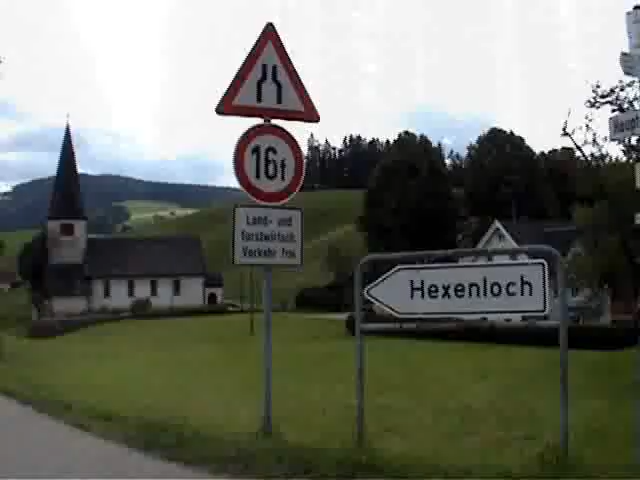 16t
Land- und
forstwirtsch.
Verkehr frei
Hexenloch